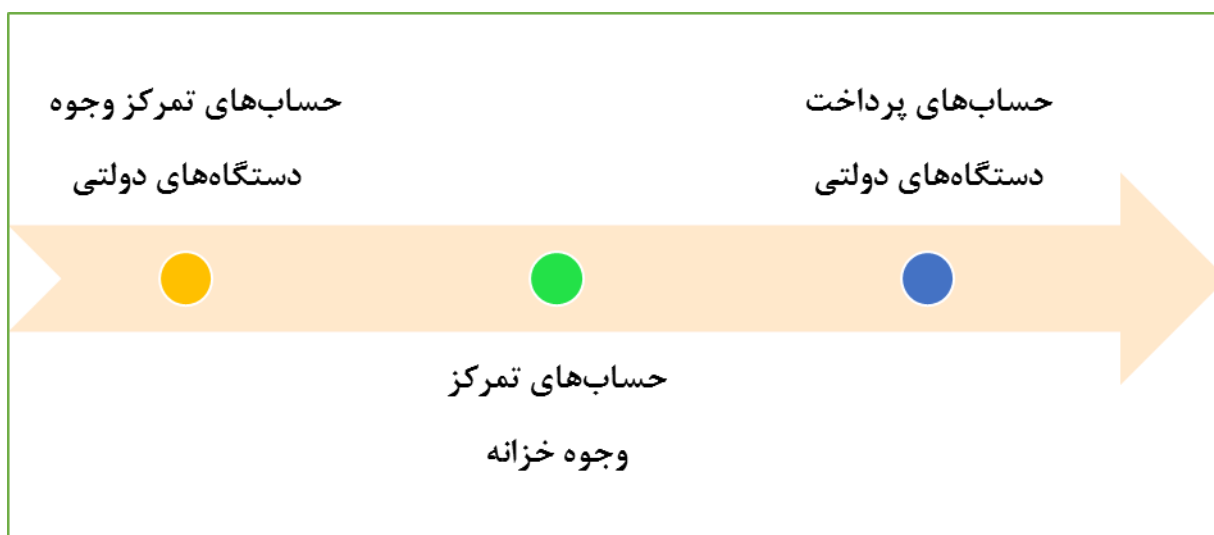 حساب‌های تمرکز وجوه
دستگاه‌های دولتی
حساب‌های تمرکز
وجوه خزانه
حساب‌های پرداخت
دستگاه‌های دولتی